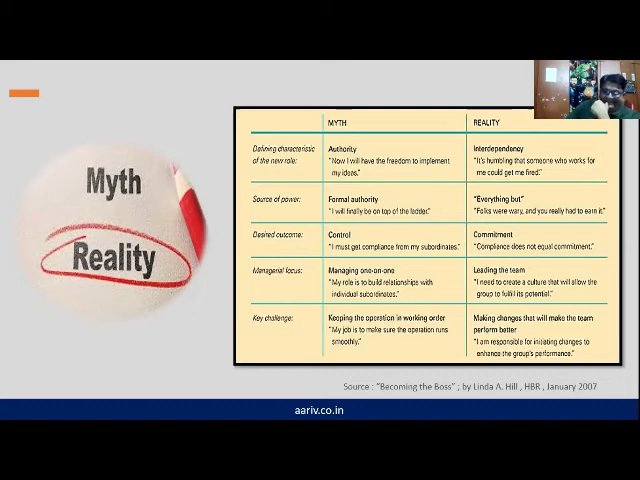 Myth
Reality
MYTH
REALITY
Defining characteristic
of the new role:
Authority
"Now I will have the freedom to implement
my ideas."
Interdependency
"It's humbling that someone who works for
me could get me fired."
Source of power:
Formal authority
"I will finally be on top of the ladder."
"Everything but"
"Folks were wary, and you really had to earn it."
Desired outcome:
Control
"I must get compliance from my subordinates."
Commitment
"Compliance does not equal commitment."
Managerial focus:
Managing one-on-one
"My role is to build relationships with
individual subordinates."
Leading the team
"I need to create a culture that will allow the
group to fulfill its potential."
Key challenge:
Keeping the operation in working order
"My job is to make sure the operation runs
smoothly."
Making changes that will make the team
perform better
"I am responsible for initiating changes to
enhance the group's performance."
Source : "Becoming the Boss" ; by Linda A. Hill , HBR , January 2007
aariv.co.in